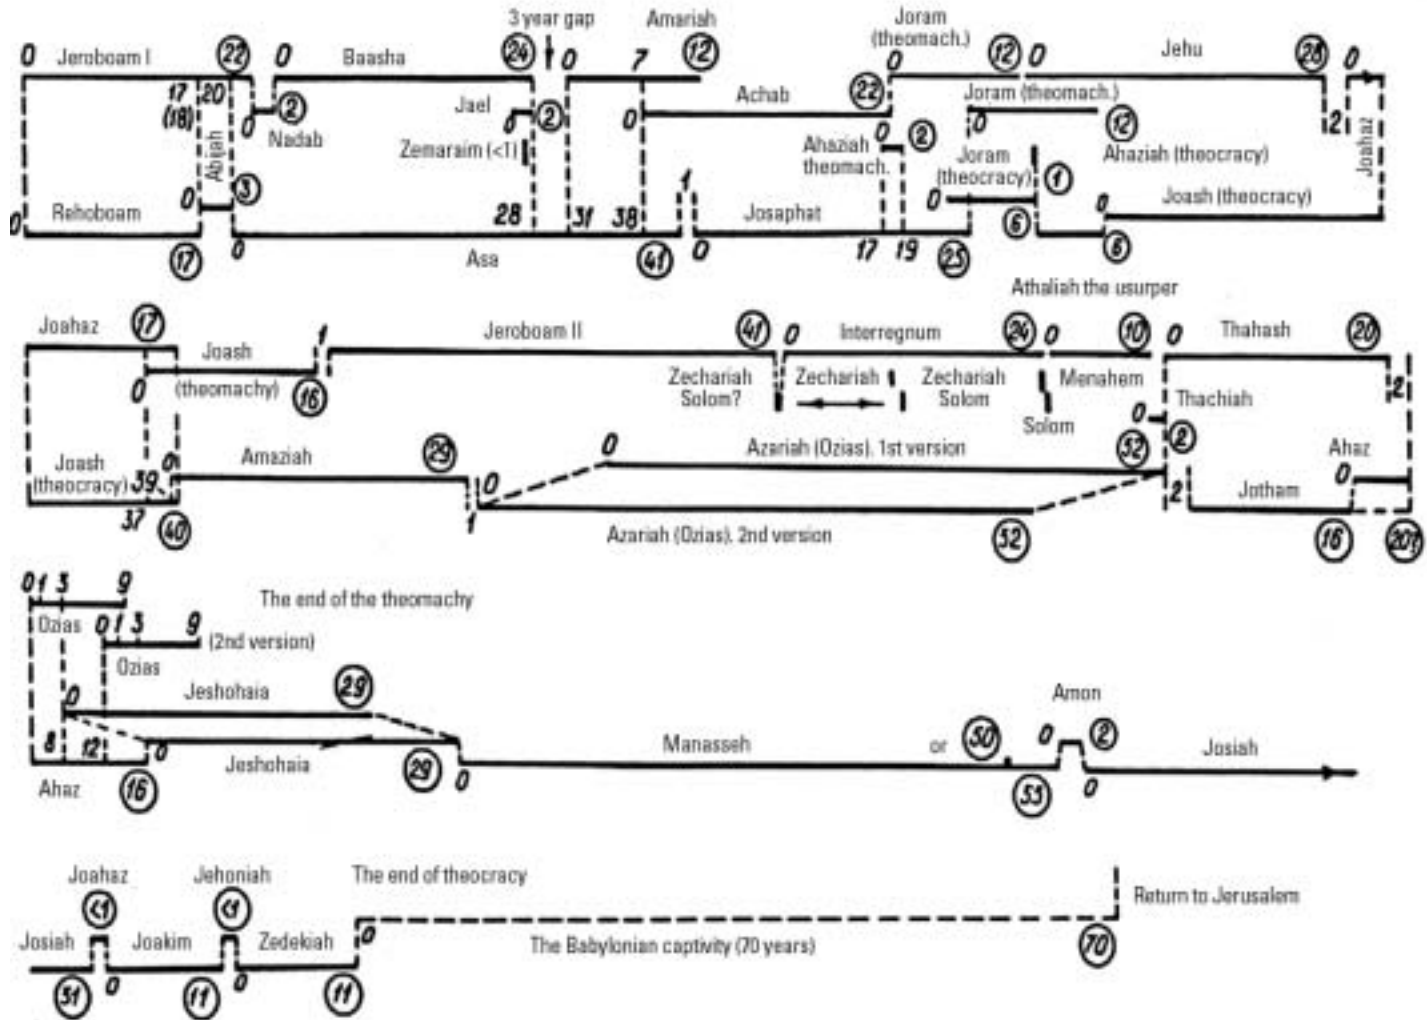 3 year gap Amariah Joram
(theomach.)
0 Jeroboam I 22 0 Baasha 24 0 7 12 0 12 0 Jehu 28 0
17 20 Jael 2 Achab 22 Joram (theomach.)
(18) 0 2 0 0 0 2 0 12 2
Nadab Zemaraim (<1) Ahaziah
theomach. Joram
(theocracy) Ahaziah (theocracy)
Abijah Joahaz
0 3 1 0 1 0 Joash (theocracy)
0 Rehoboam 28 31 38 Josaphat 6
17 0 Asa 41 0 17 19 25 6
Athaliah the usurper
Joahaz 17 1 Jeroboam II 41 0 Interregnum 24 0 10 0 Thahash 20
Joash
(theomachy) 16 Zechariah
Solom? Zechariah Zechariah
Solom Menahem 2
0 Solom 0 Thachiah
2
Joash
(theocracy) 39 0 Amaziah 29 0 0 Azariah (Ozias), 1st version 52 Ahaz
0
37 40 1 2 Jotham
Azariah (Ozias), 2nd version 52 16 20?
0 1 3 9 The end of the theomachy
Ozias 0 1 3 9 (2nd version)
Ozias
0 Jeshohaia 29 Amon
8 12 0 Manasseh or 50 0 2 Josiah
Ahaz 16 Jeshohaia 29 0 55 0
Joahaz Jehoniah The end of theocracy
<1 <1 Return to Jerusalem
Josiah Joakim Zedekiah 0 The Babylonian captivity (70 years) 70
31 0 11 0 11